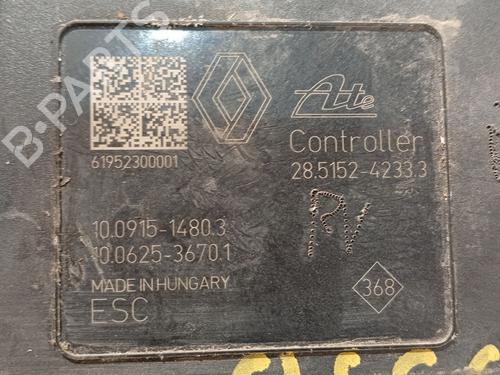 Ate
Controller
28.5152-4233.3
61952300001
10.0915-1480.3
10.0625-3670.1
MADE IN HUNGARY
ESC
368
RY
B-PARTS